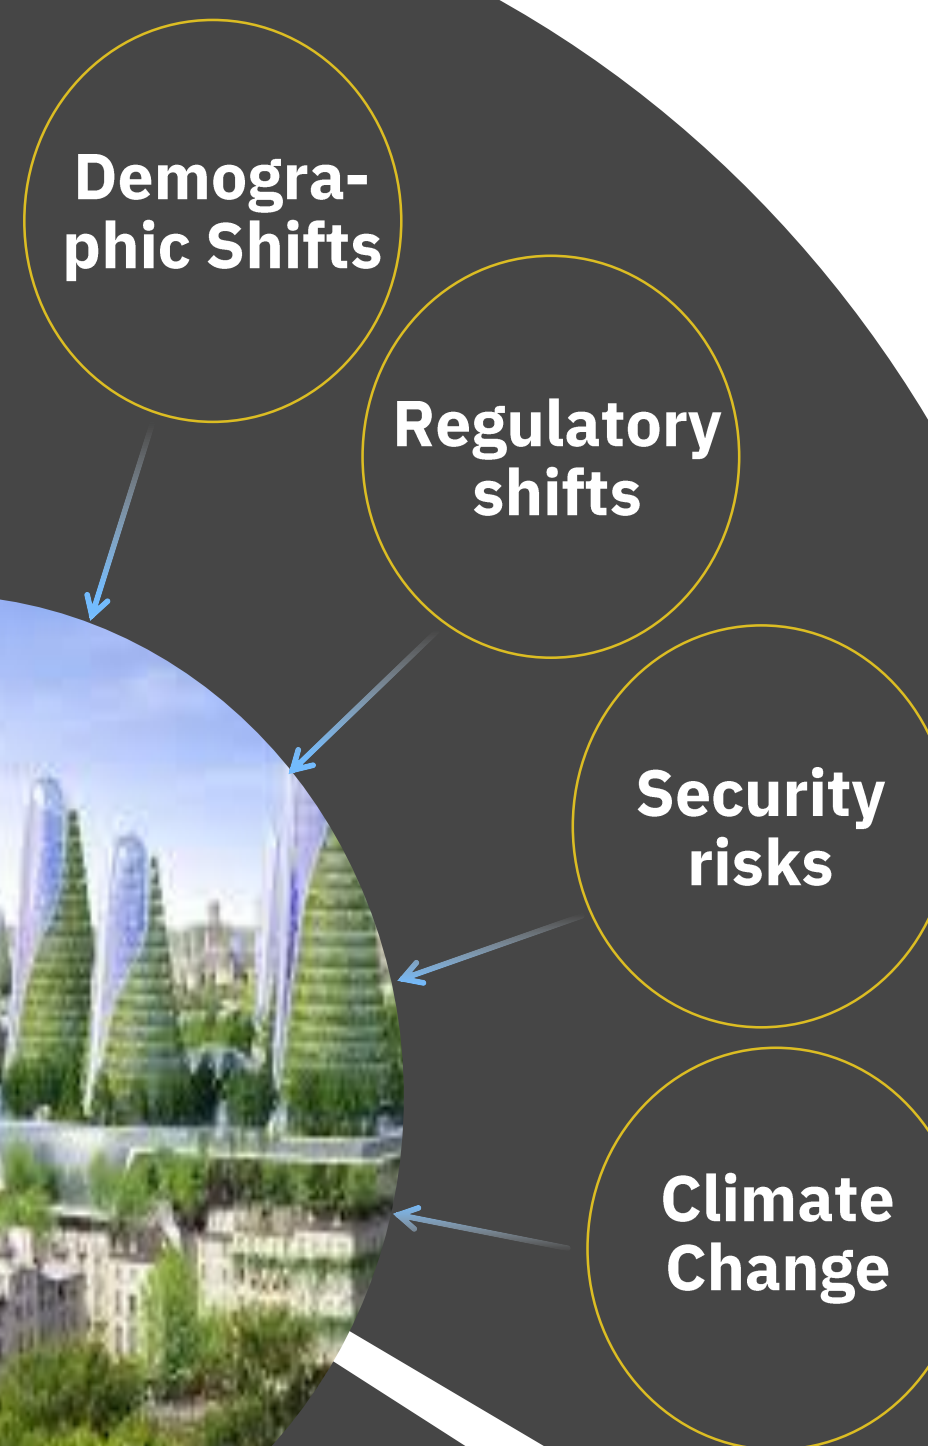 Demogra-
phic Shifts
Regulatory
shifts
Security
risks
Climate
Change